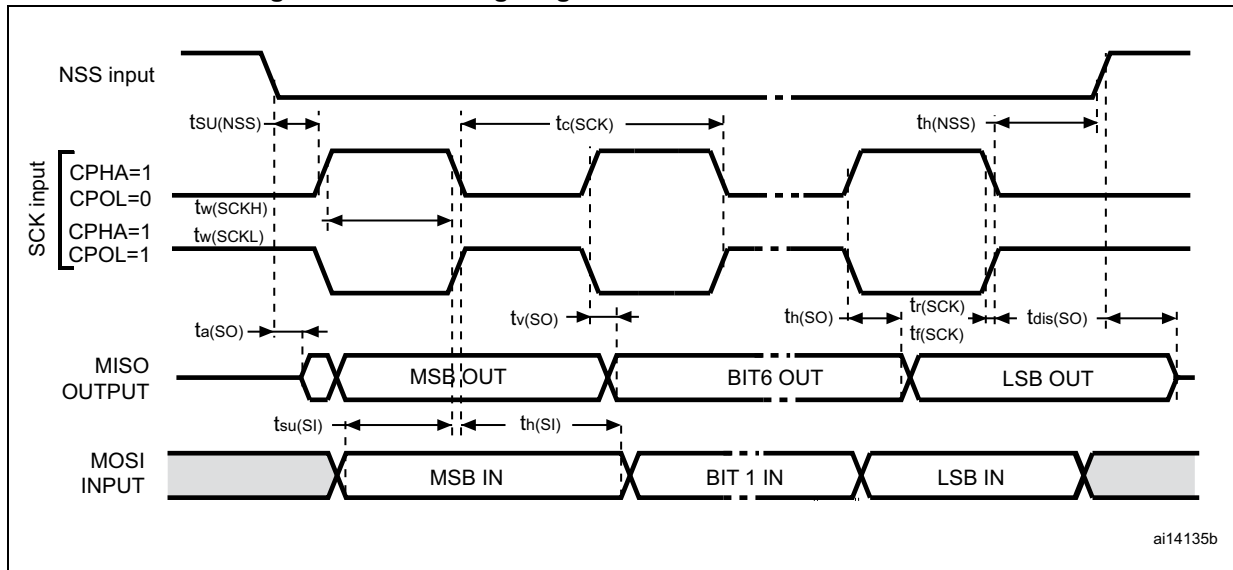 NSS input
tSU(NSS)
tc(SCK)
th(NSS)
SCK input
CPHA=1
CPOL=0
tw(SCKH)
CPHA=1
tw(SCKL)
CPOL=1
ta(SO)
tv(SO)
th(SO)
tr(SCK)
tf(SCK)
tdis(SO)
MISO
OUTPUT
MSB OUT
BIT6 OUT
LSB OUT
tsu(SI)
th(SI)
MOSI
INPUT
MSB IN
BIT 1 IN
LSB IN
ai14135b